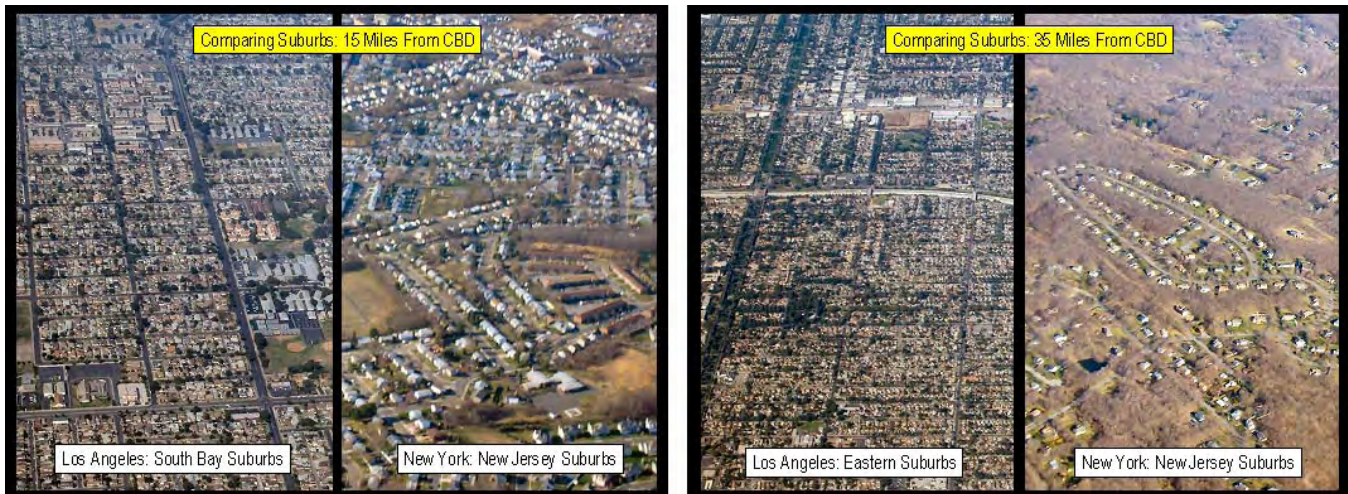 Comparing Suburbs: 15 Miles From CBD
Los Angeles: South Bay Suburbs
New York: New Jersey Suburbs
Comparing Suburbs: 35 Miles From CBD
Los Angeles: Eastern Suburbs
New York: New Jersey Suburbs